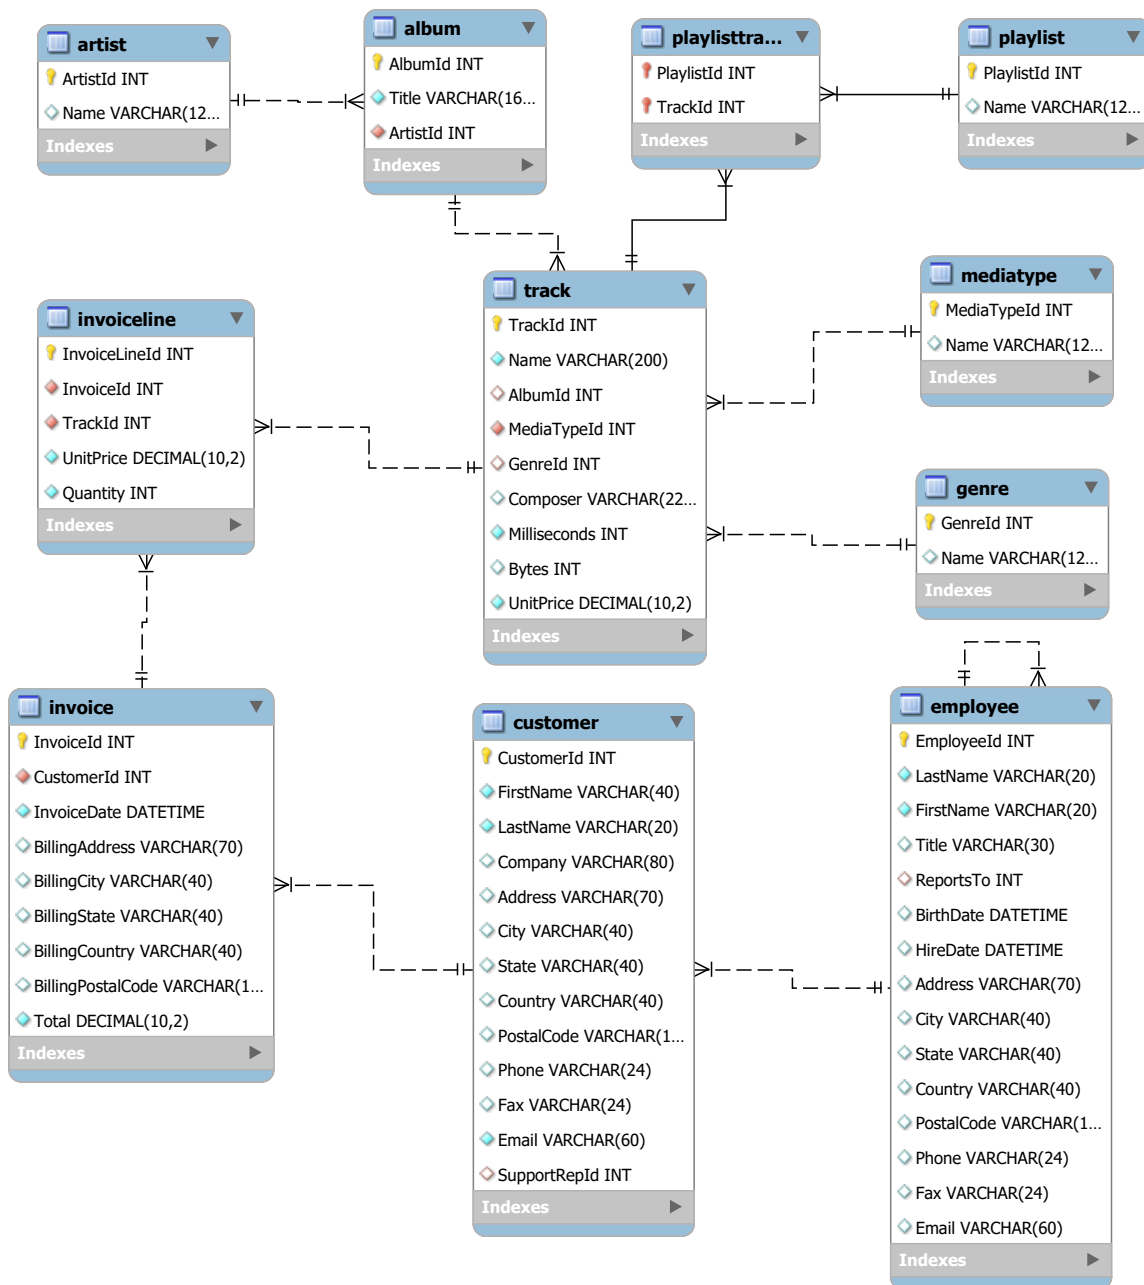 artist
ArtistId INT
Name VARCHAR(12...
Indexes
album
AlbumId INT
Title VARCHAR(16...
ArtistId INT
Indexes
playlisttra...
PlaylistId INT
TrackId INT
Indexes
playlist
PlaylistId INT
Name VARCHAR(12...
Indexes
track
TrackId INT
Name VARCHAR(200)
AlbumId INT
MediaTypeId INT
GenreId INT
Composer VARCHAR(22...
Milliseconds INT
Bytes INT
UnitPrice DECIMAL(10,2)
Indexes
mediatype
MediaTypeId INT
Name VARCHAR(12...
Indexes
invoiceline
InvoiceLineId INT
InvoiceId INT
TrackId INT
UnitPrice DECIMAL(10,2)
Quantity INT
Indexes
genre
GenreId INT
Name VARCHAR(12...
Indexes
invoice
InvoiceId INT
CustomerId INT
InvoiceDate DATETIME
BillingAddress VARCHAR(70)
BillingCity VARCHAR(40)
BillingState VARCHAR(40)
BillingCountry VARCHAR(40)
BillingPostalCode VARCHAR(1...
Total DECIMAL(10,2)
Indexes
customer
CustomerId INT
FirstName VARCHAR(40)
LastName VARCHAR(20)
Company VARCHAR(80)
Address VARCHAR(70)
City VARCHAR(40)
State VARCHAR(40)
Country VARCHAR(40)
PostalCode VARCHAR(1...
Phone VARCHAR(24)
Fax VARCHAR(24)
Email VARCHAR(60)
SupportRepId INT
Indexes
employee
EmployeeId INT
LastName VARCHAR(20)
FirstName VARCHAR(20)
Title VARCHAR(30)
ReportsTo INT
BirthDate DATETIME
HireDate DATETIME
Address VARCHAR(70)
City VARCHAR(40)
State VARCHAR(40)
Country VARCHAR(40)
PostalCode VARCHAR(1...
Phone VARCHAR(24)
Fax VARCHAR(24)
Email VARCHAR(60)
Indexes